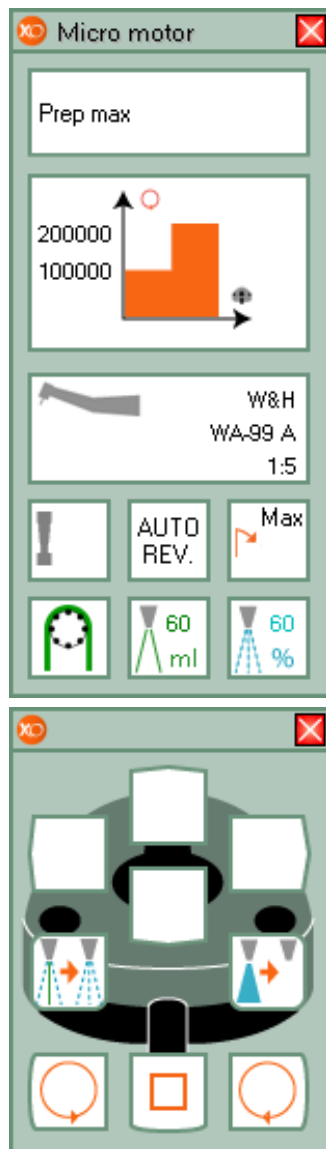 XO Micro motor
Prep max
200000
100000
W&H
WA-99 A
1:5
AUTO
REV.
Max
60
ml
60
%
XO